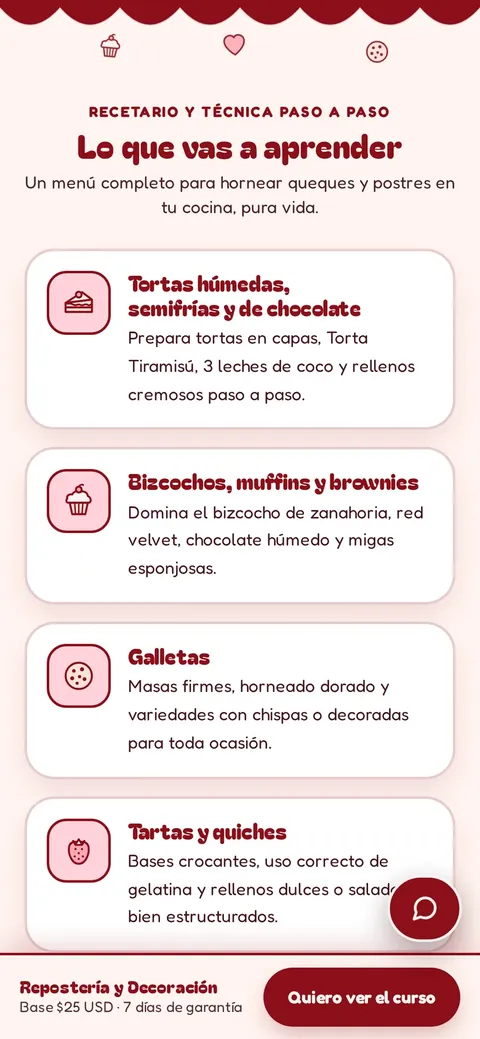 RECETARIO Y TÉCNICA PASO A PASO
Lo que vas a aprender
Un menú completo para hornear queques y postres en
tu cocina, pura vida.
Tortas húmedas,
semifrías y de chocolate
Prepara tortas en capas, Torta
Tiramisú, 3 leches de coco y rellenos
cremosos paso a paso.
Bizcochos, muffins y brownies
Domina el bizcocho de zanahoria, red
velvet, chocolate húmedo y migas
esponjosas.
Galletas
Masas firmes, horneado dorado y
variedades con chispas o decoradas
para toda ocasión.
Tartas y quiches
Bases crocantes, uso correcto de
gelatina y rellenos dulces o
bien estructurados.
Repostería y Decoración
Base $25 USD · 7 días de garantía
Quiero ver el curso